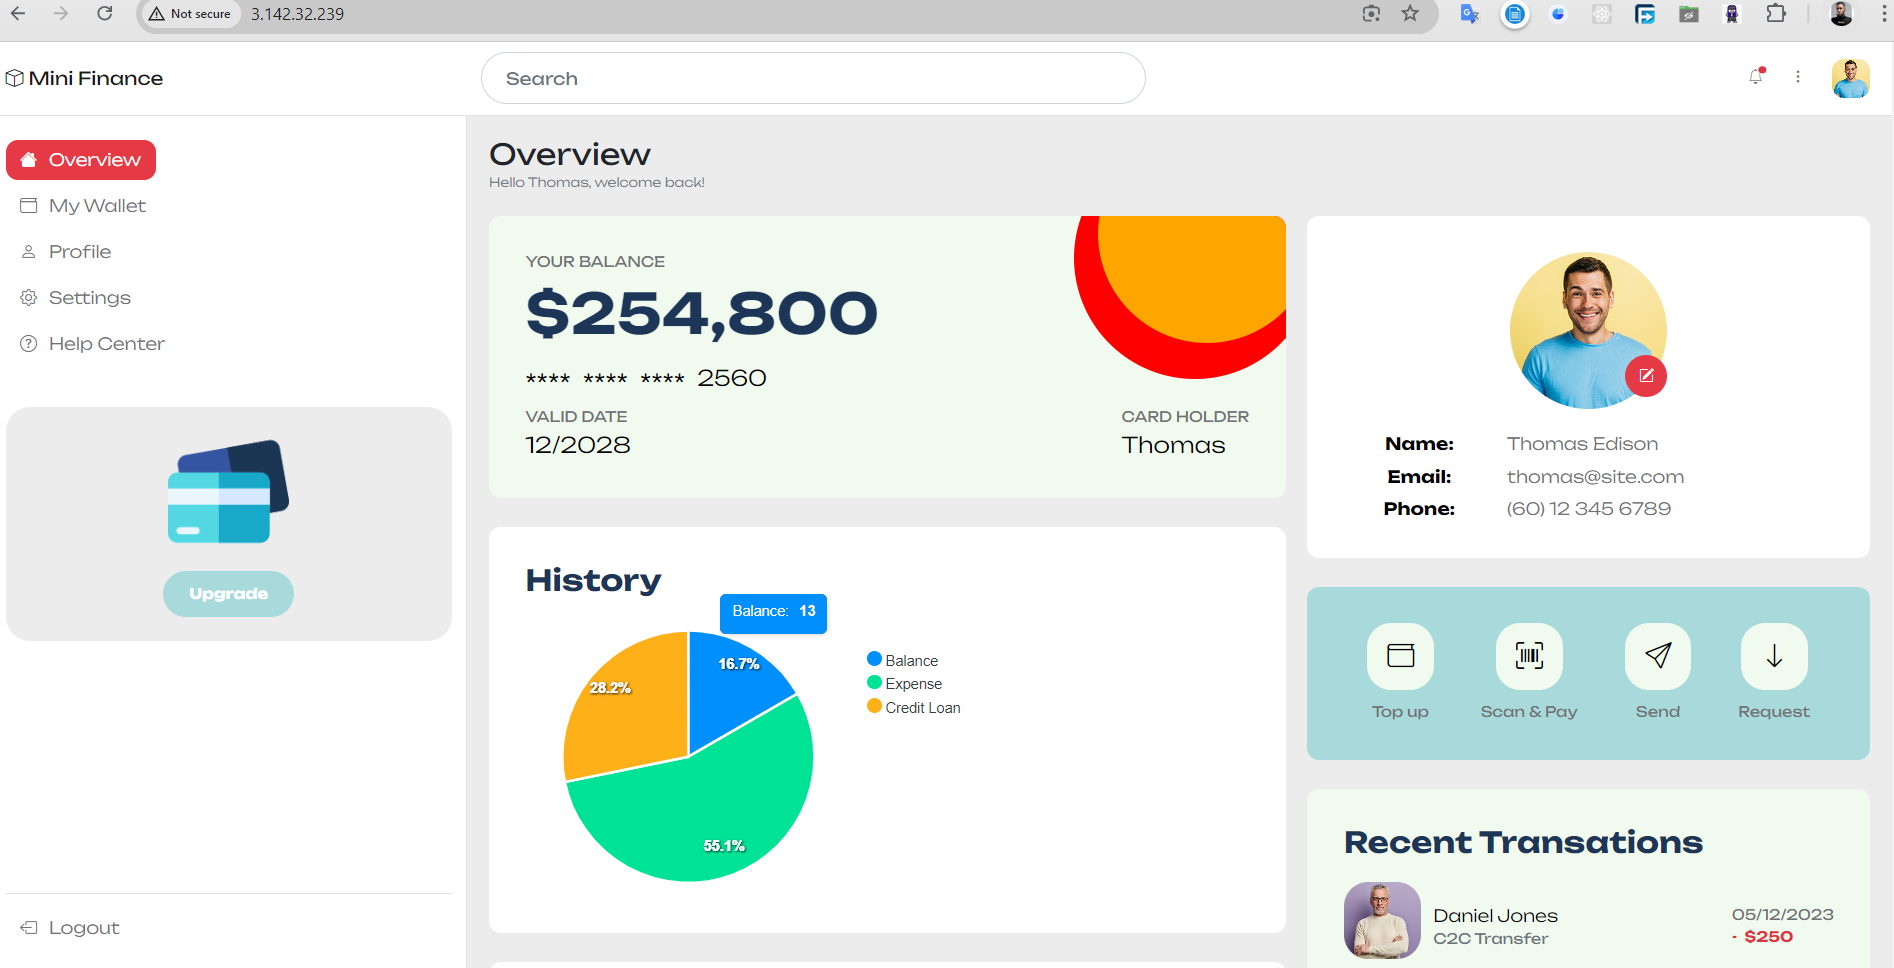 Not secure 3.142.32.239
Mini Finance
Search
Overview
My Wallet
Profile
Settings
Help Center
Upgrade
Logout
Overview
Hello Thomas, welcome back!
YOUR BALANCE
$254,800
**** **** **** 2560
VALID DATE
12/2028
CARD HOLDER
Thomas
History
Balance: 13
16.7%
28.2%
55.1%
Balance
Expense
Credit Loan
Name: Thomas Edison
Email: thomas@site.com
Phone: (60) 12 345 6789
Top up
Scan & Pay
Send
Request
Recent Transations
Daniel Jones
C2C Transfer
05/12/2023
- $250